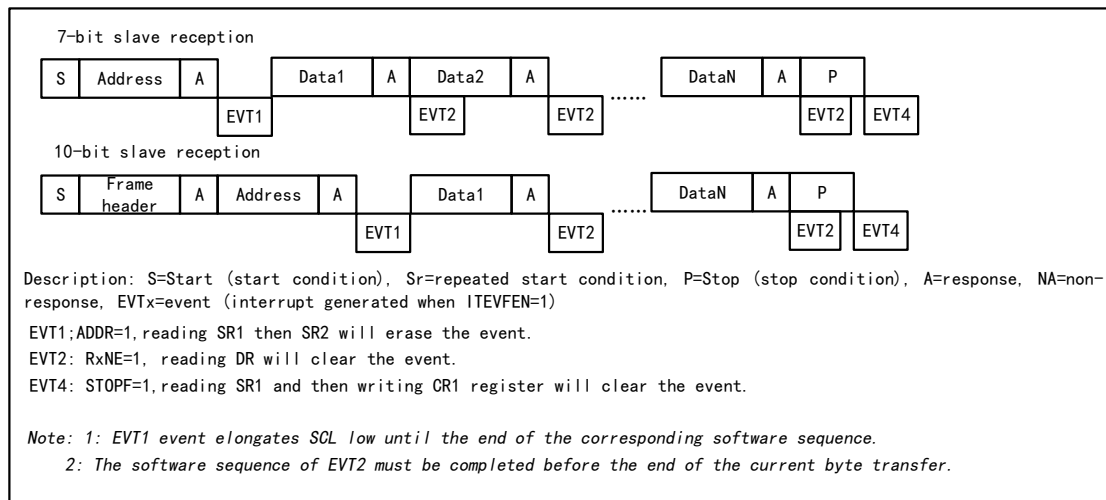 7-bit slave reception
S Address A Data1 A Data2 A DataN A P
EVT1 EVT2 EVT2 ...... EVT2 EVT4
10-bit slave reception
S Frame header A Address A Data1 A DataN A P
EVT1 EVT2 ...... EVT2 EVT4
Description: S=Start (start condition), Sr=repeated start condition, P=Stop (stop condition), A=response, NA=non-
response, EVTx=event (interrupt generated when ITEVFEN=1)
EVT1;ADDR=1,reading SR1 then SR2 will erase the event.
EVT2: RxNE=1, reading DR will clear the event.
EVT4: STOPF=1,reading SR1 and then writing CR1 register will clear the event.
Note: 1: EVT1 event elongates SCL low until the end of the corresponding software sequence.
2: The software sequence of EVT2 must be completed before the end of the current byte transfer.